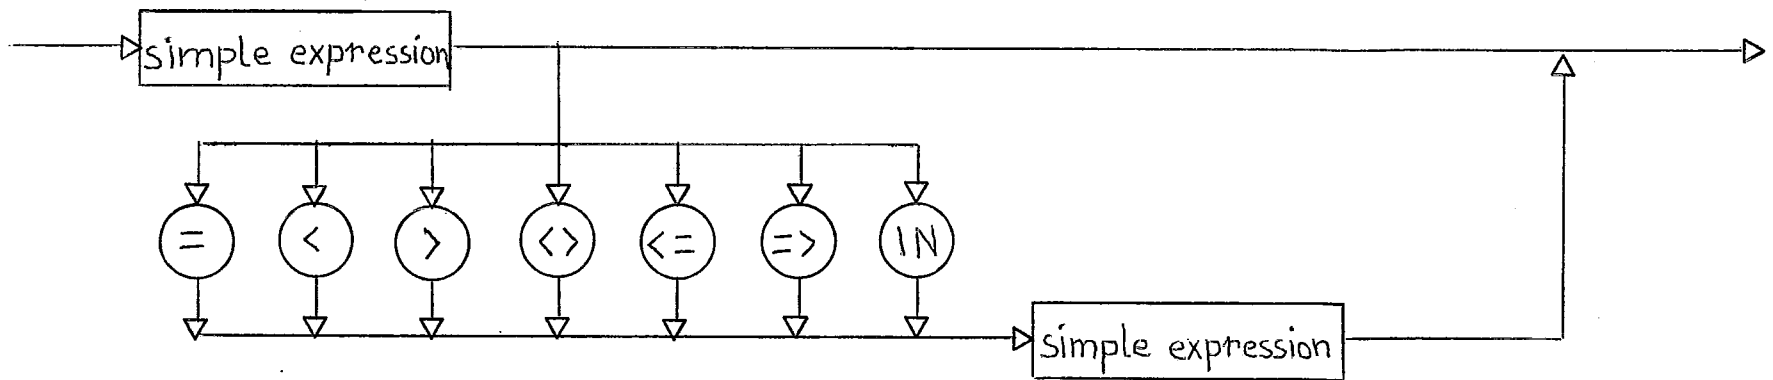 simple expression
= < > <> <= => IN
simple expression